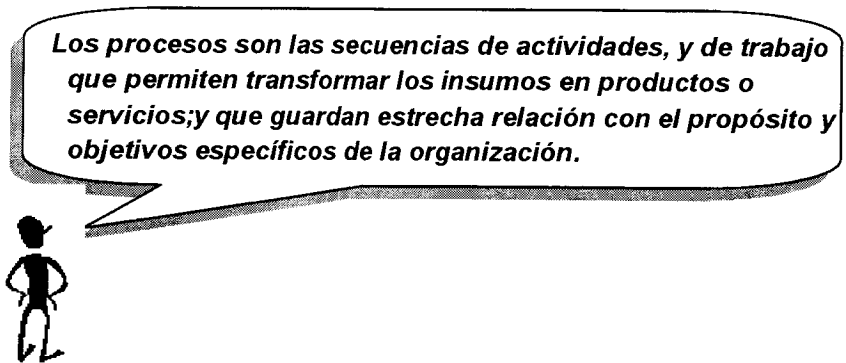 Los procesos son las secuencias de actividades, y de trabajo
que permiten transformar los insumos en productos o
servicios;y que guardan estrecha relación con el propósito y
objetivos específicos de la organización.